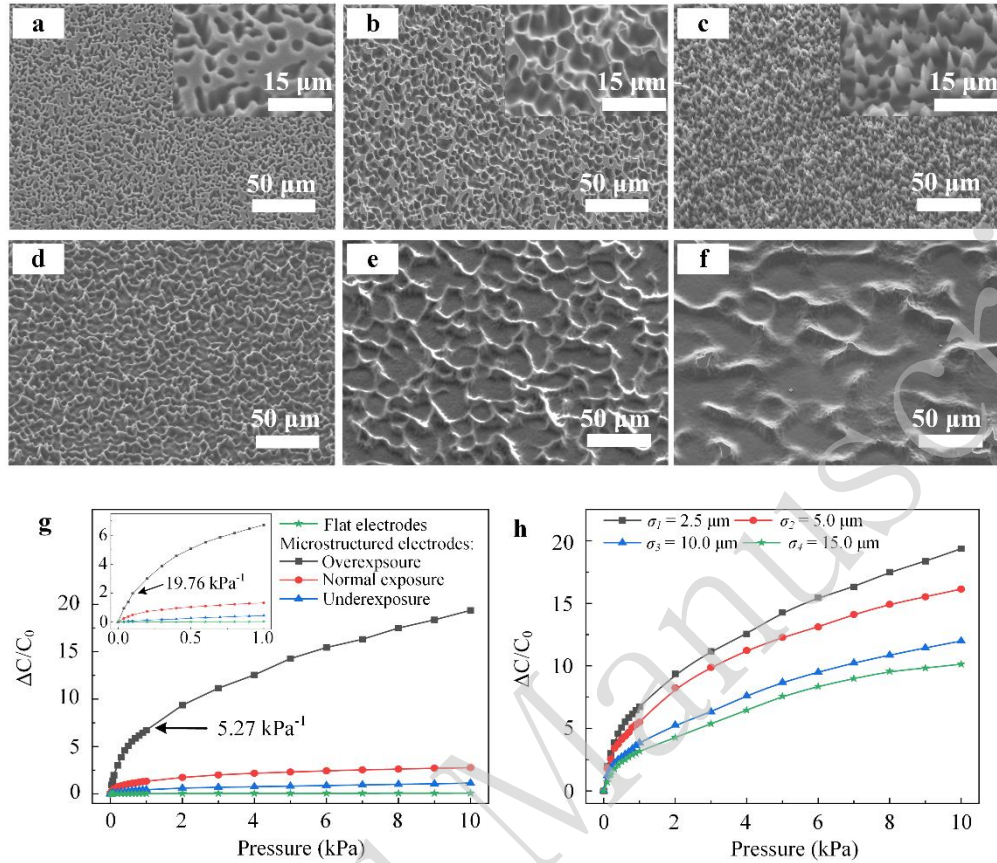 a
15 μm
50 μm
b
15 μm
50 μm
c
15 μm
50 μm
d
50 μm
e
50 μm
f
50 μm
g
Flat electrodes
Microstructured electrodes:
Overexpsoure
Normal exposure
Underexposure
19.76 kPa⁻¹
5.27 kPa⁻¹
6
4
2
0
0.0 0.5 1.0
ΔC/C₀
20
15
10
5
0
0 2 4 6 8 10
Pressure (kPa)
h
σ₁ = 2.5 μm σ₂ = 5.0 μm
σ₃ = 10.0 μm σ₄ = 15.0 μm
ΔC/C₀
20
15
10
5
0
0 2 4 6 8 10
Pressure (kPa)